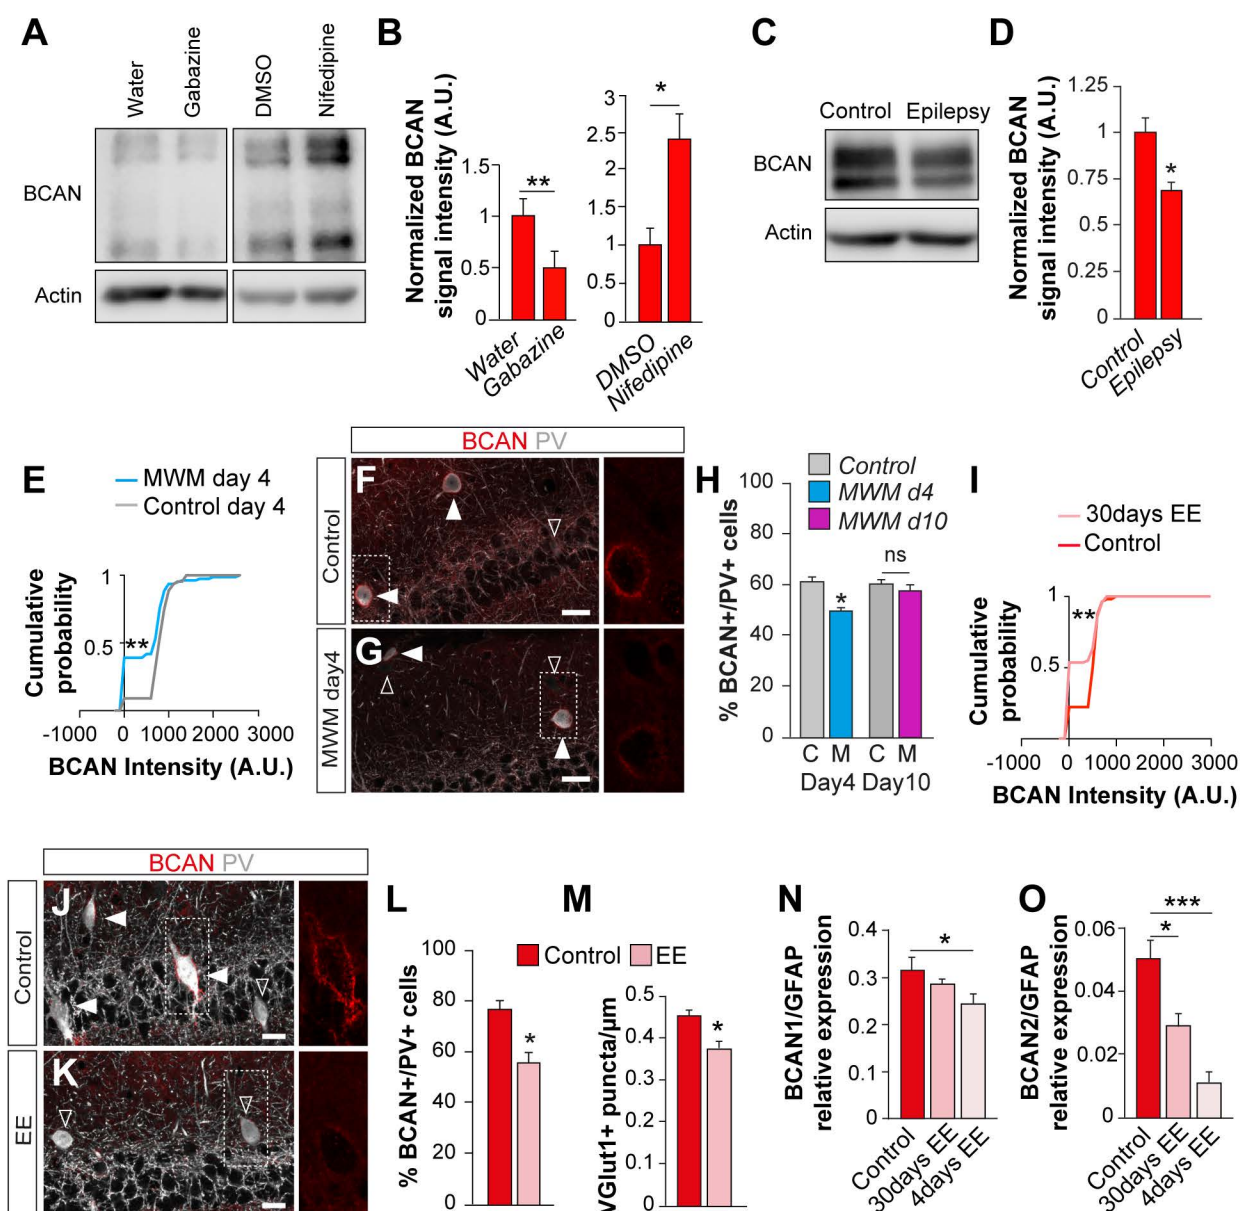 A
Water
Gabazine
DMSO
Nifedipine
BCAN
Actin
B
Normalized BCAN
signal intensity (A.U.)
1.5
1
0.5
0
**
Water
Gabazine
3
2.5
2
1.5
1
0.5
0
*
DMSO
Nifedipine
C
Control Epilepsy
BCAN
Actin
D
Normalized BCAN
signal intensity (A.U.)
1.25
1
0.75
0.5
0.25
0
*
Control
Epilepsy
E
MWM day 4
Control day 4
Cumulative
probability
1
0.5
**
-1000 0 1000 2000 3000
BCAN Intensity (A.U.)
BCAN PV
Control
F
MWM day4
G
H
Control
MWM d4
MWM d10
% BCAN+/PV+ cells
100
80
60
40
20
0
*
ns
C M C M
Day4 Day10
I
30days EE
Control
Cumulative
probability
1
0.5
**
-1000 0 1000 2000 3000
BCAN Intensity (A.U.)
BCAN PV
Control
J
EE
K
L
Control EE
% BCAN+/PV+ cells
100
80
60
40
20
0
*
M
VGlut1+ puncta/µm
0.5
0.4
0.3
0.2
0.1
0
*
N
BCAN1/GFAP
relative expression
0.4
0.3
0.2
0.1
0
*
Control
30days EE
4days EE
O
BCAN2/GFAP
relative expression
0.06
0.04
0.02
0
***
*
Control
30days EE
4days EE